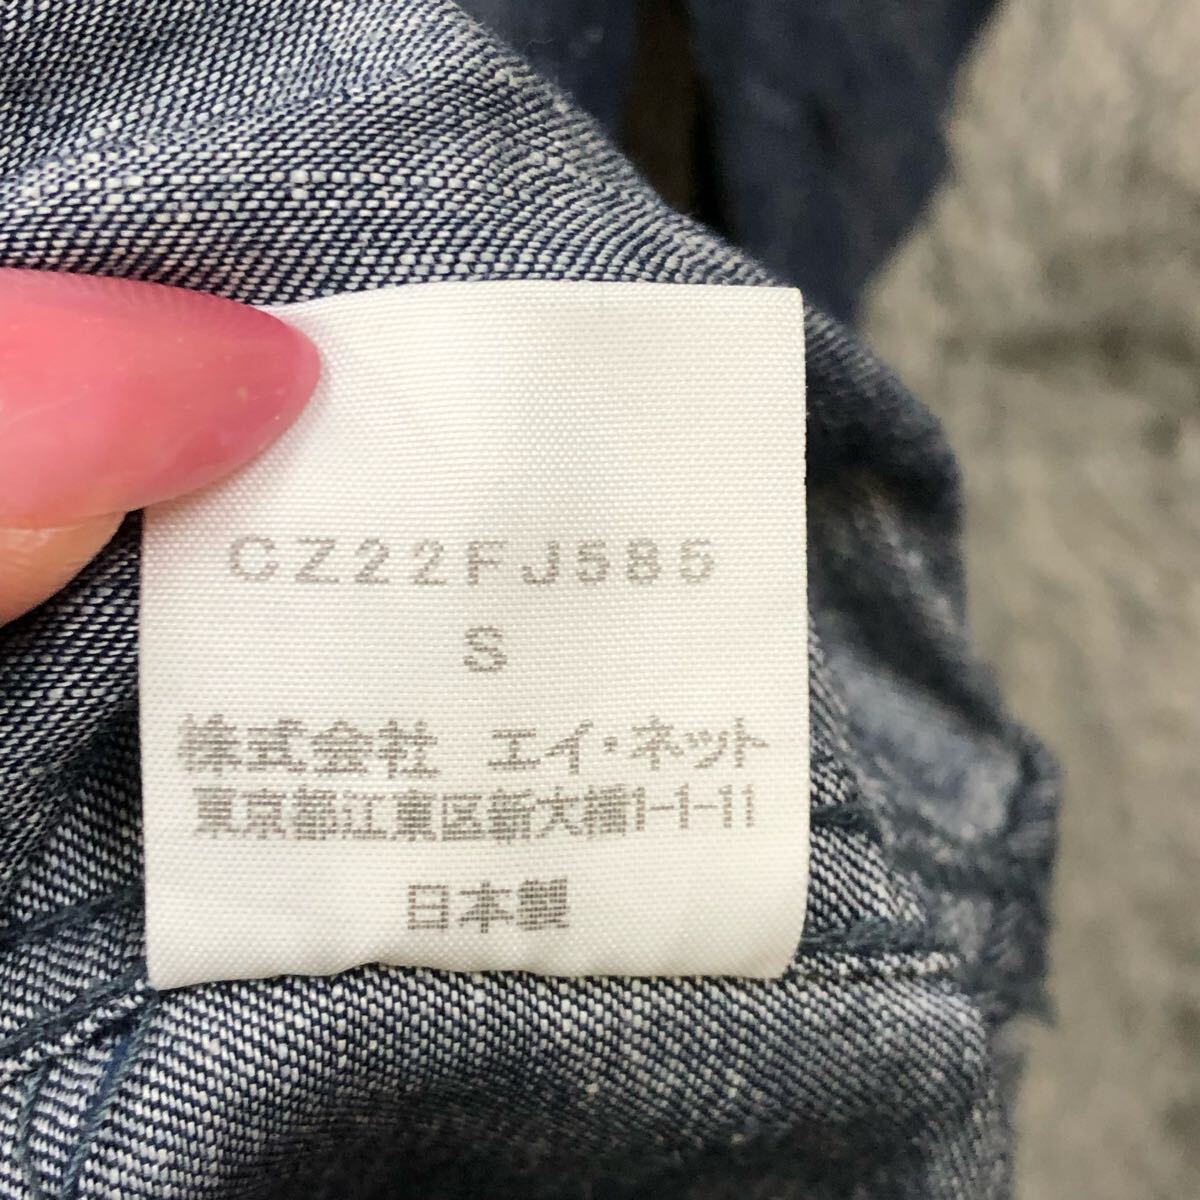 CZ22FJ585
S
株式会社 エイ・ネット
東京都江東区新大橋1-1-11
日本製